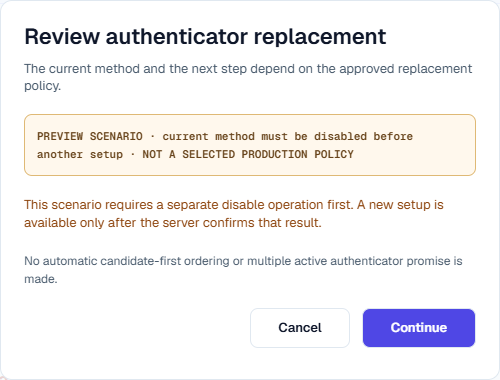 Review authenticator replacement
The current method and the next step depend on the approved replacement
policy.
PREVIEW SCENARIO · current method must be disabled before
another setup · NOT A SELECTED PRODUCTION POLICY
This scenario requires a separate disable operation first. A new setup is
available only after the server confirms that result.
No automatic candidate-first ordering or multiple active authenticator promise is
made.
Cancel Continue